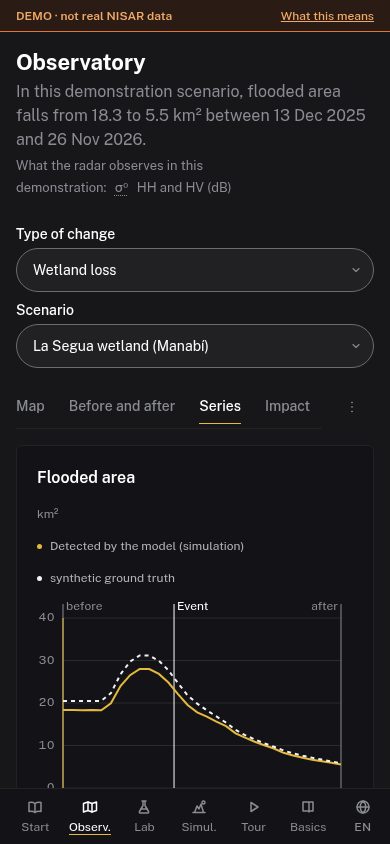 DEMO · not real NISAR data
What this means
Observatory
In this demonstration scenario, flooded area
falls from 18.3 to 5.5 km² between 13 Dec 2025
and 26 Nov 2026.
What the radar observes in this
demonstration: σ⁰ HH and HV (dB)
Type of change
Wetland loss
Scenario
La Segua wetland (Manabí)
Map Before and after Series Impact
Flooded area
km²
Detected by the model (simulation)
synthetic ground truth
before Event after
40
30
20
10
0
Start Observ. Lab Simul. Tour Basics EN